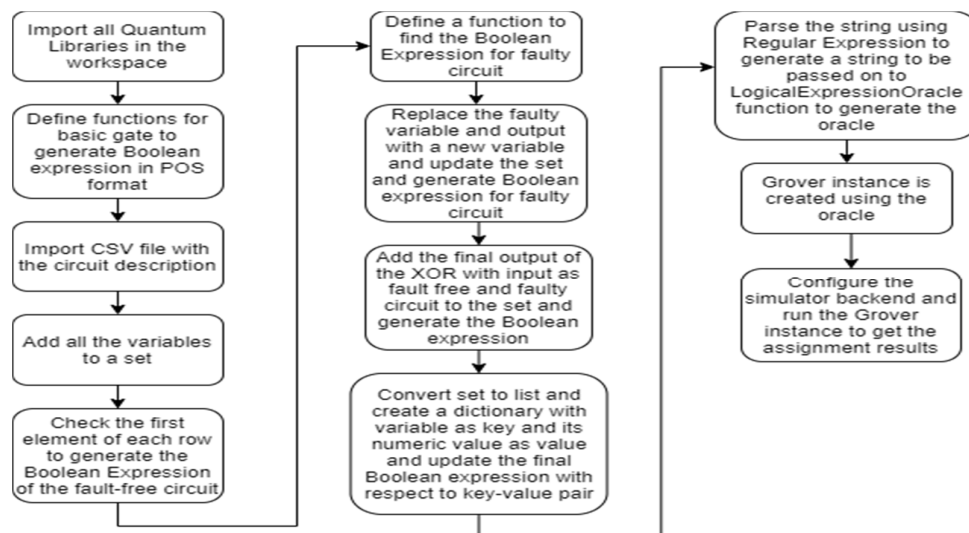 Import all Quantum
Libraries in the
workspace
Define functions for
basic gate to
generate Boolean
expression in POS
format
Import CSV file with
the circuit description
Add all the variables
to a set
Check the first
element of each row
to generate the
Boolean Expression
of the fault-free circuit
Define a function to
find the Boolean
Expression for faulty
circuit
Replace the faulty
variable and output
with a new variable
and update the set
and generate Boolean
expression for faulty
circuit
Add the final output of
the XOR with input as
fault free and faulty
circuit to the set and
generate the Boolean
expression
Convert set to list and
create a dictionary with
variable as key and its
numeric value as value
and update the final
Boolean expression with
respect to key-value pair
Parse the string using
Regular Expression to
generate a string to be
passed on to
LogicalExpressionOracle
function to generate the
oracle
Grover instance is
created using the
oracle
Configure the
simulator backend and
run the Grover
instance to get the
assignment results